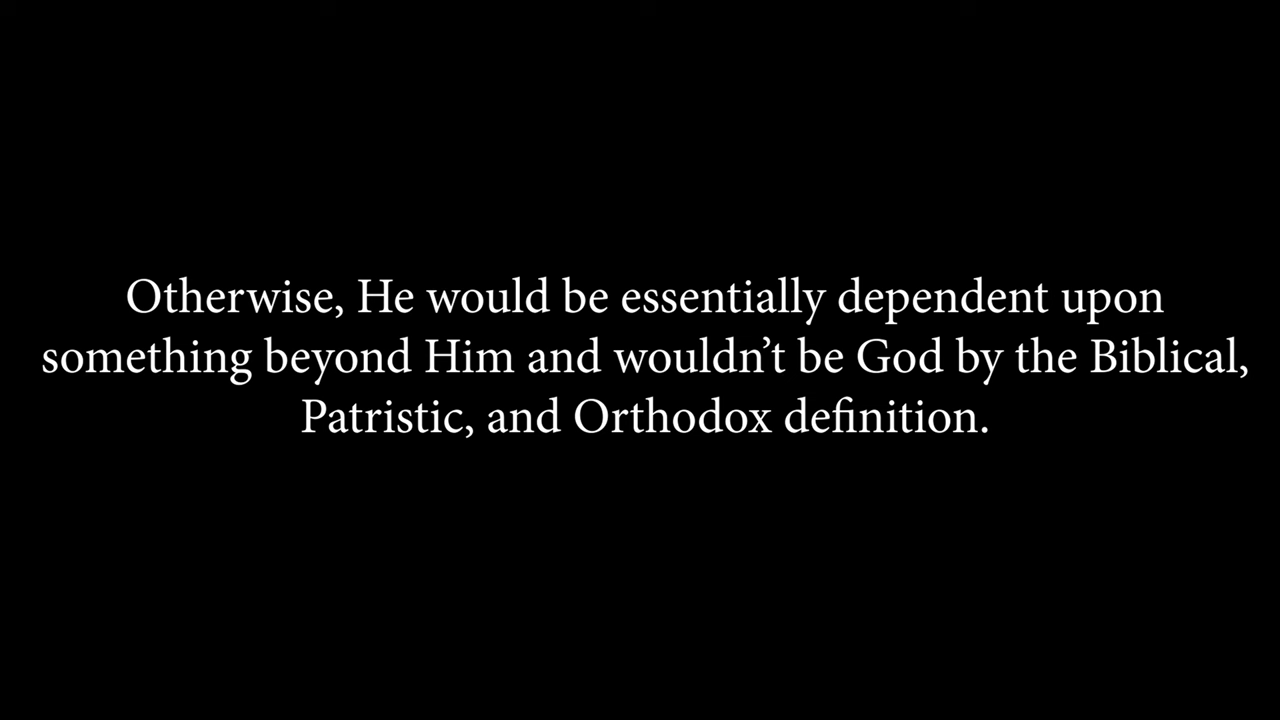 Otherwise, He would be essentially dependent upon
something beyond Him and wouldn’t be God by the Biblical,
Patristic, and Orthodox definition.